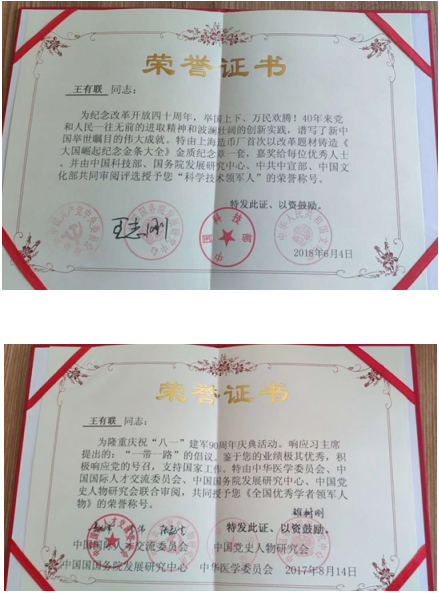 荣誉证书
王有联 同志：
为纪念改革开放四十周年，举国上下、万民欢腾！40年来党
和人民一往无前的进取精神和波澜壮阔的创新实践，谱写了新中
国举世瞩目的伟大成就。特由上海造币厂首次以改革题材铸造《
大国崛起纪念金条大全》金质纪念章一套，嘉奖给每位优秀人士
、并由中国科技部、国务院发展研究中心、中共中宣部、中国文
化部共同审阅评选授予您“科学技术领军人”的荣誉称号。
特发此证、以资鼓励。
王志刚
中国科技部
2018年6月4日
荣誉证书
王有联 同志：
为隆重庆祝“八一”建军90周年庆典活动。响应习主席
提出的：“一带一路”的倡议。鉴于您的业绩极其优秀，积
极响应党的号召，支持国家工作。特由中华医学委员会、中
国国际人才交流委员会、中国国务院发展研究中心、中国党
史人物研究会联合审阅，共同授予您《全国优秀学者领军人
物》的荣誉称号。
特发此证、以资鼓励。
中国国际人才交流委员会 中国党史人物研究会
中国国务院发展研究中心 中华医学委员会 2017年8月14日